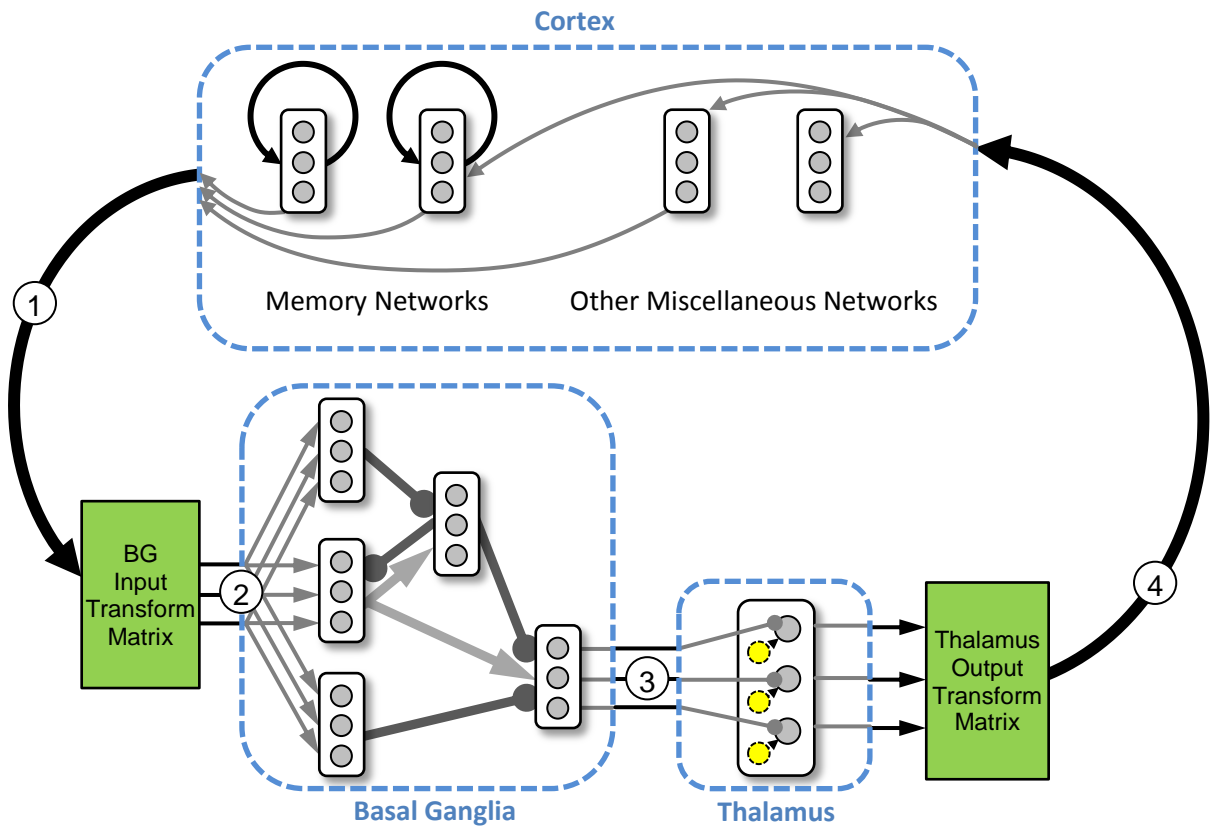 Cortex
Memory Networks
Other Miscellaneous Networks
1
BG
Input
Transform
Matrix
2
3
4
Thalamus
Output
Transform
Matrix
Basal Ganglia
Thalamus